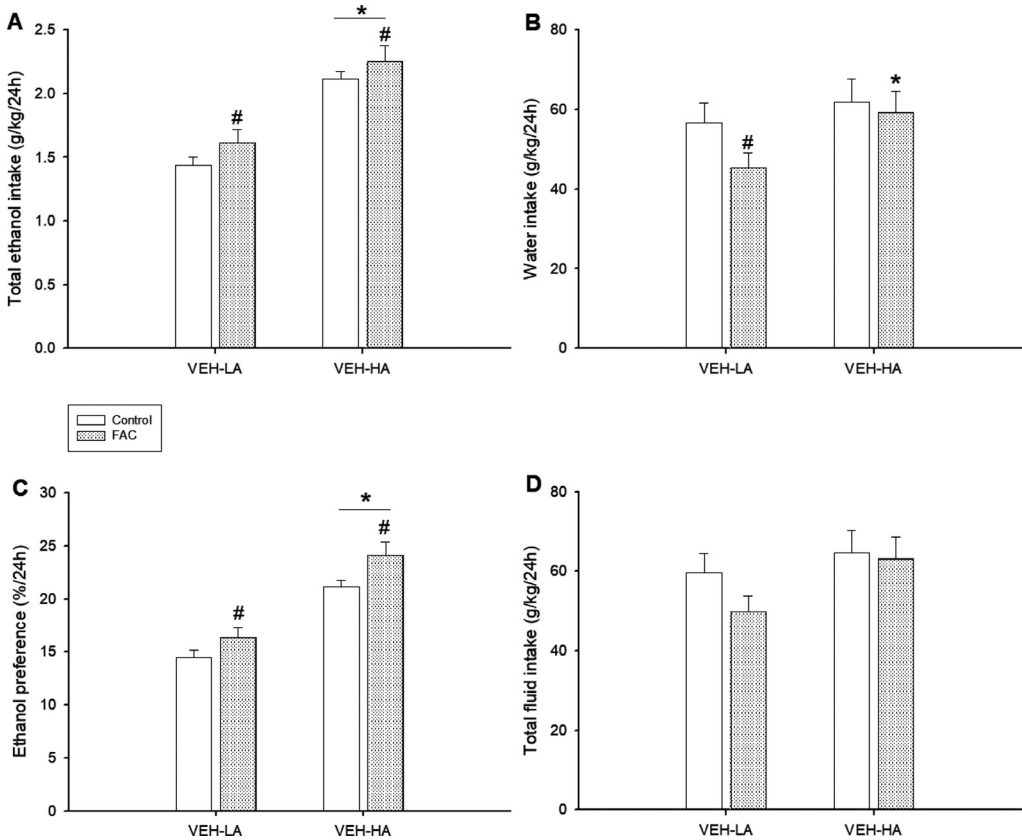 A
Total ethanol intake (g/kg/24h)
2.5
2.0
1.5
1.0
0.5
0.0
#
*
#
VEH-LA
VEH-HA
B
Water intake (g/kg/24h)
80
60
40
20
0
#
*
VEH-LA
VEH-HA
Control
FAC
C
Ethanol preference (%/24h)
30
25
20
15
10
5
0
#
*
#
VEH-LA
VEH-HA
D
Total fluid intake (g/kg/24h)
80
60
40
20
0
VEH-LA
VEH-HA